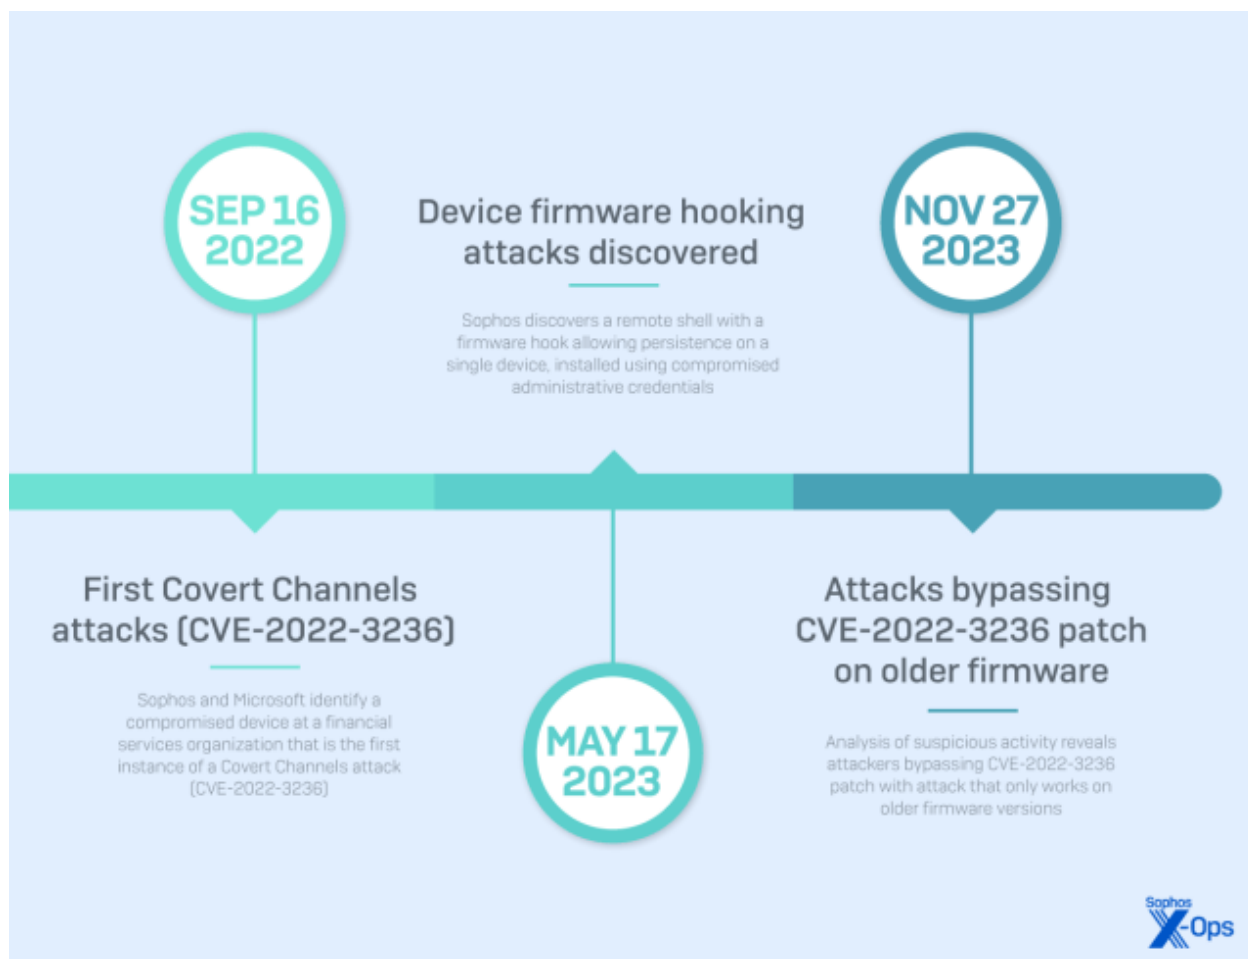 SEP 16
2022
First Covert Channels
attacks (CVE-2022-3236)
Sophos and Microsoft identify a
compromised device at a financial
services organization that is the first
instance of a Covert Channels attack
(CVE-2022-3236)
Device firmware hooking
attacks discovered
Sophos discovers a remote shell with a
firmware hook allowing persistence on a
single device, installed using compromised
administrative credentials
MAY 17
2023
NOV 27
2023
Attacks bypassing
CVE-2022-3236 patch
on older firmware
Analysis of suspicious activity reveals
attackers bypassing CVE-2022-3236
patch with attack that only works on
older firmware versions
Sophos
X-Ops